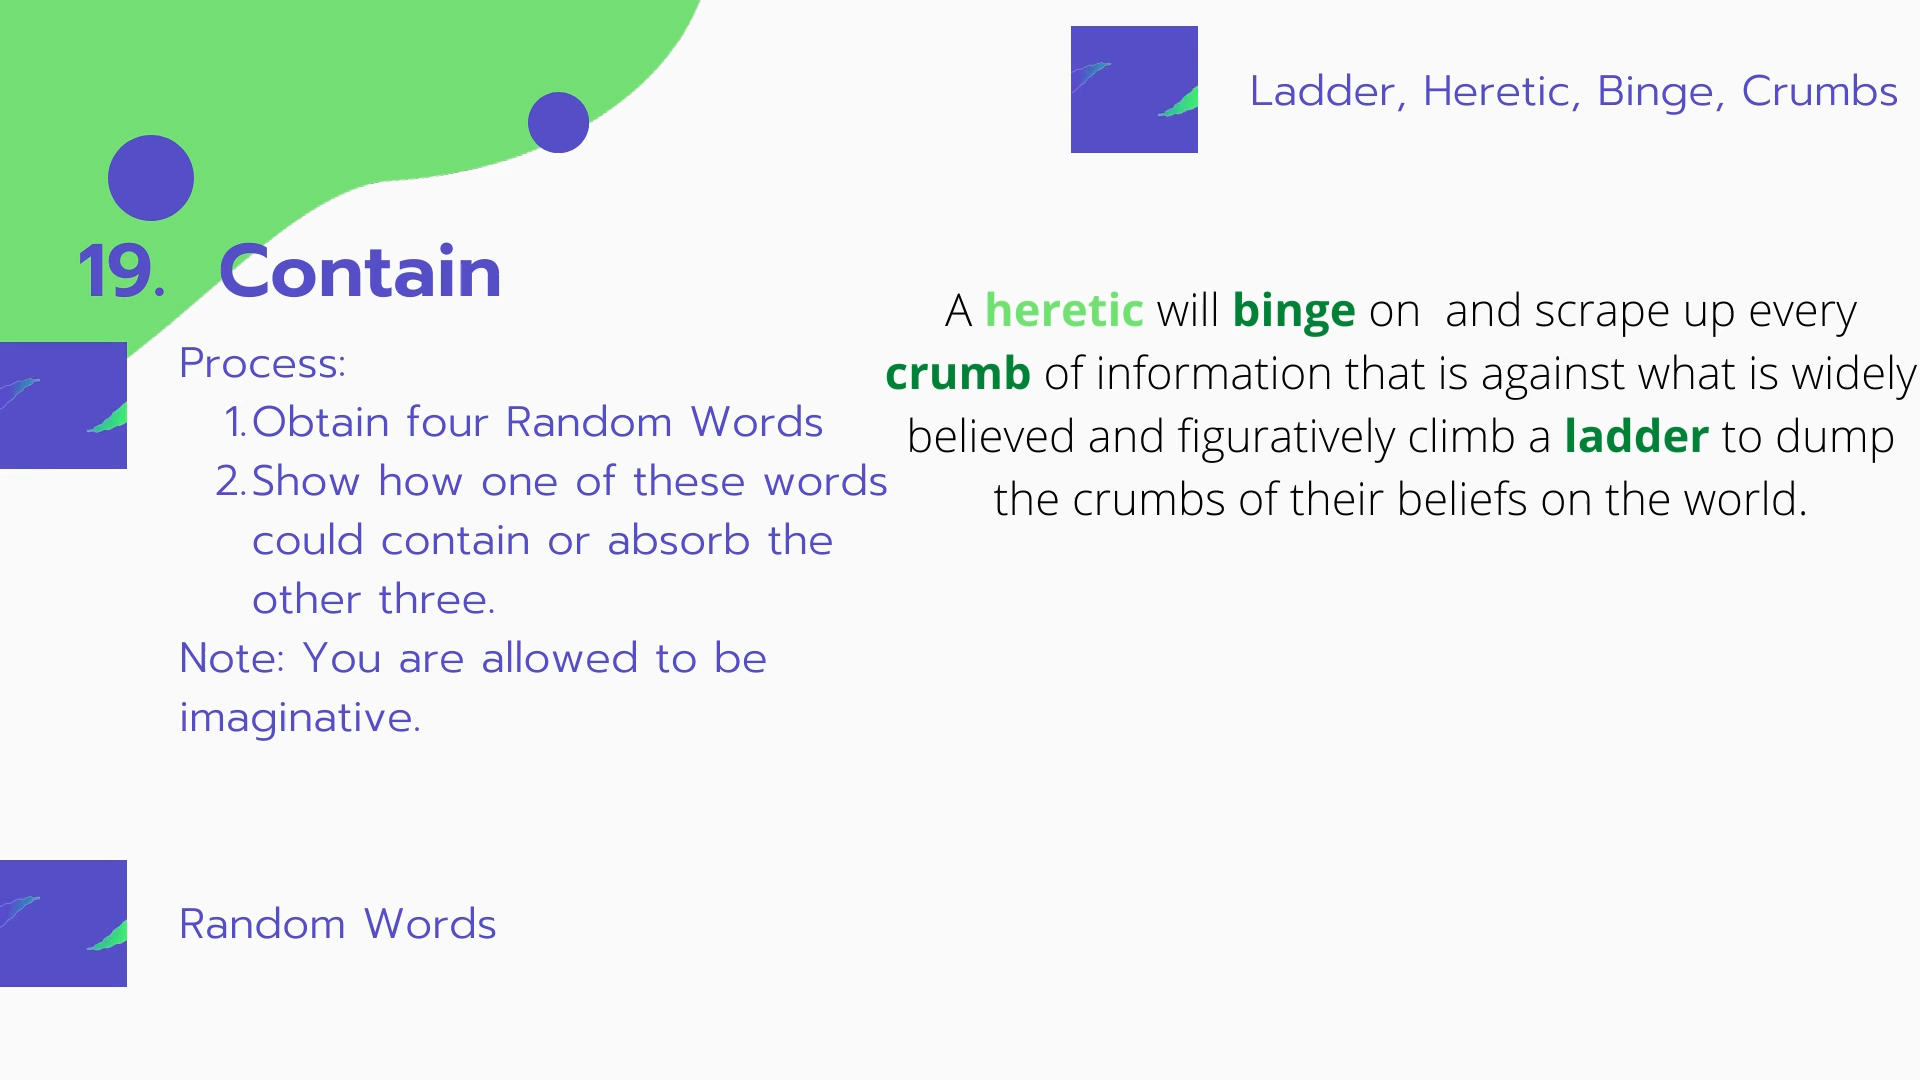 19. Contain
Process:
1. Obtain four Random Words
2. Show how one of these words
could contain or absorb the
other three.
Note: You are allowed to be
imaginative.
Random Words
Ladder, Heretic, Binge, Crumbs
A heretic will binge on and scrape up every
crumb of information that is against what is widely
believed and figuratively climb a ladder to dump
the crumbs of their beliefs on the world.